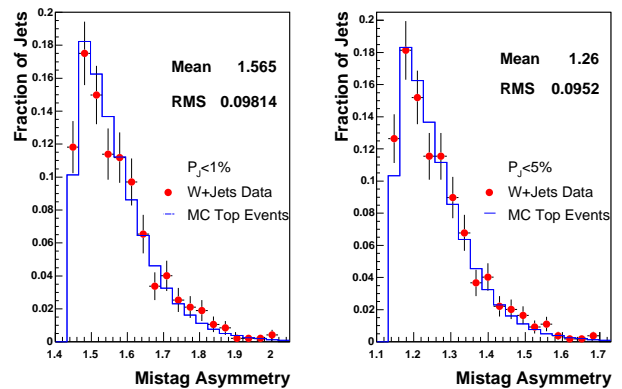 Fraction of Jets
0.2
0.18
0.16
0.14
0.12
0.1
0.08
0.06
0.04
0.02
0
Mean 1.565
RMS 0.09814
P_J<1%
W+Jets Data
MC Top Events
1.4 1.5 1.6 1.7 1.8 1.9 2
Mistag Asymmetry
Fraction of Jets
0.2
0.18
0.16
0.14
0.12
0.1
0.08
0.06
0.04
0.02
0
Mean 1.26
RMS 0.0952
P_J<5%
W+Jets Data
MC Top Events
1.1 1.2 1.3 1.4 1.5 1.6 1.7
Mistag Asymmetry